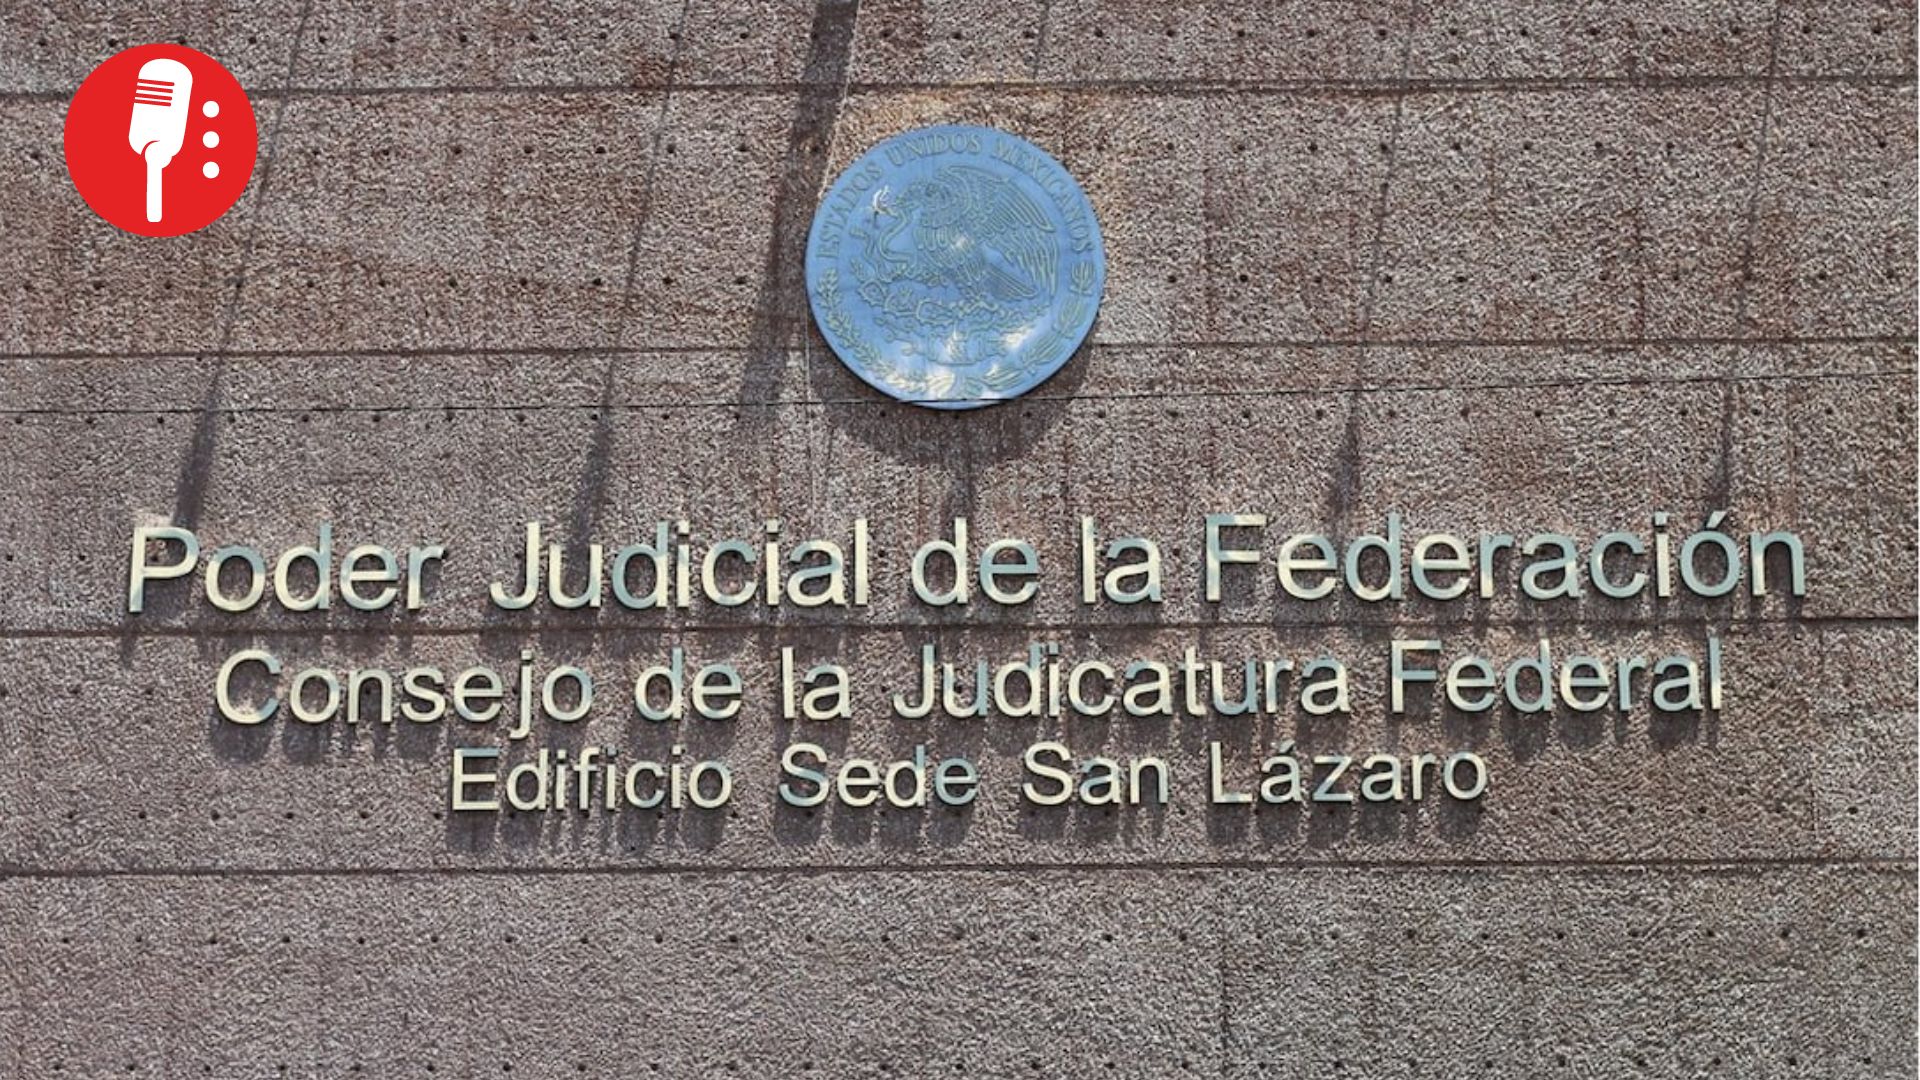 ESTADOS UNIDOS MEXICANOS
Poder Judicial de la Federación
Consejo de la Judicatura Federal
Edificio Sede San Lázaro